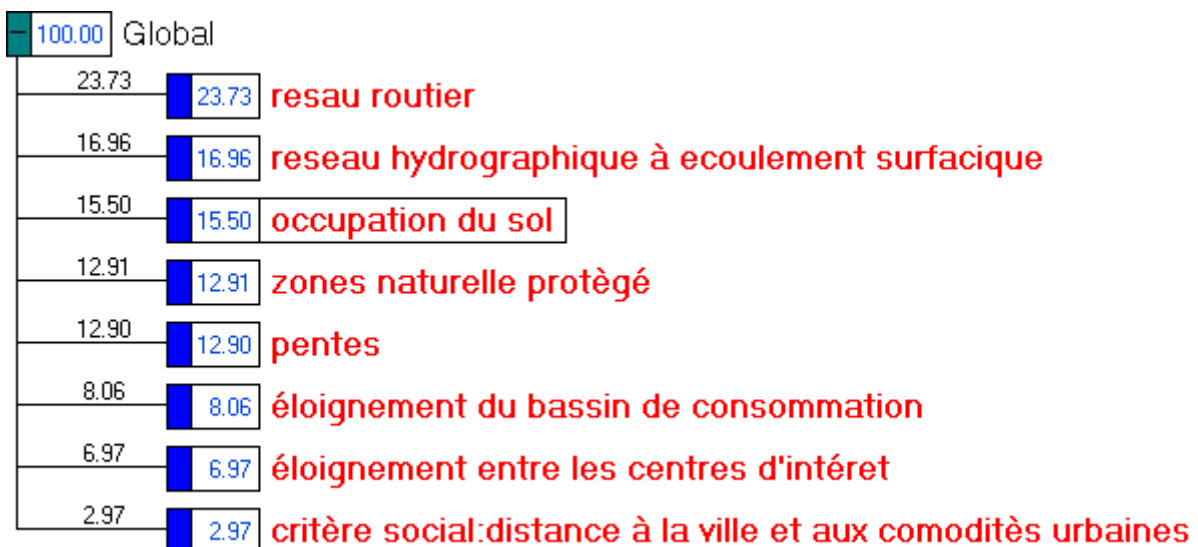 100.00 Global
23.73 23.73 resau routier
16.96 16.96 reseau hydrographique à ecoulement surfacique
15.50 15.50 occupation du sol
12.91 12.91 zones naturelle protègé
12.90 12.90 pentes
8.06 8.06 éloignement du bassin de consommation
6.97 6.97 éloignement entre les centres d'intéret
2.97 2.97 critère social:distance à la ville et aux comoditès urbaines